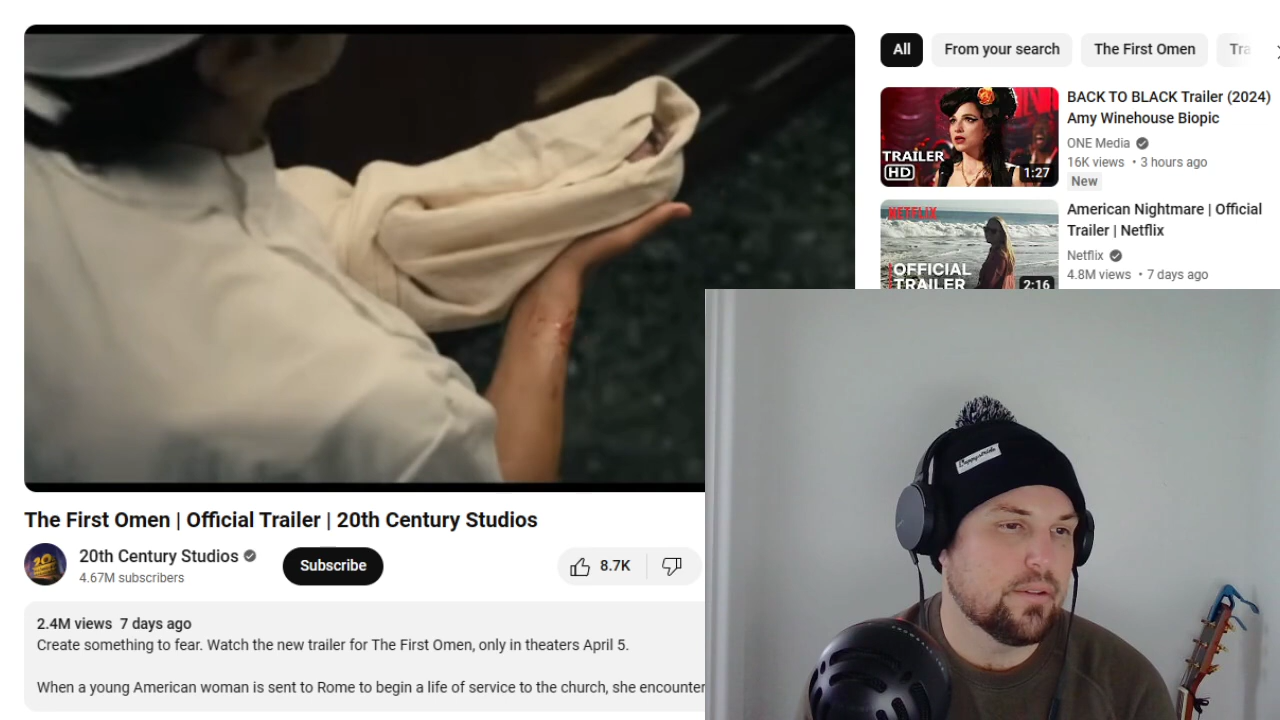 All
From your search
The First Omen
Tra
BACK TO BLACK Trailer (2024)
Amy Winehouse Biopic
ONE Media
16K views • 3 hours ago
New
TRAILER
HD
1:27
American Nightmare | Official
Trailer | Netflix
Netflix
4.8M views • 7 days ago
NETFLIX
OFFICIAL
TRAILER
2:16
The First Omen | Official Trailer | 20th Century Studios
20th Century Studios
4.67M subscribers
Subscribe
8.7K
2.4M views 7 days ago
Create something to fear. Watch the new trailer for The First Omen, only in theaters April 5.
When a young American woman is sent to Rome to begin a life of service to the church, she encounter